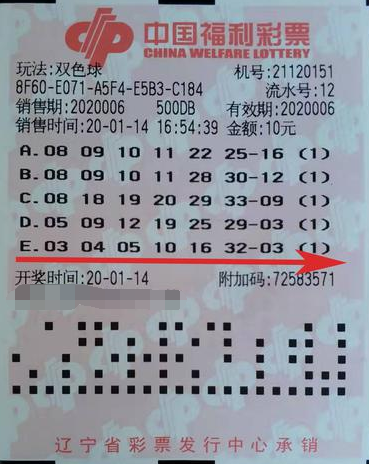 中国福利彩票
CHINA WELFARE LOTTERY
玩法:双色球 机号:21120151
8F60-E071-A5F4-E5B3-C184 流水号:12
销售期:2020006 500DB 有效期:2020006
销售时间:20-01-14 16:54:39 金额:10元
A.08 09 10 11 22 25-16 (1)
B.08 09 10 11 28 30-12 (1)
C.08 18 19 20 29 33-09 (1)
D.05 09 12 19 25 29-03 (1)
E.03 04 05 10 16 32-03 (1)
开奖时间:20-01-14 附加码:72583571
辽宁省彩票发行中心承销